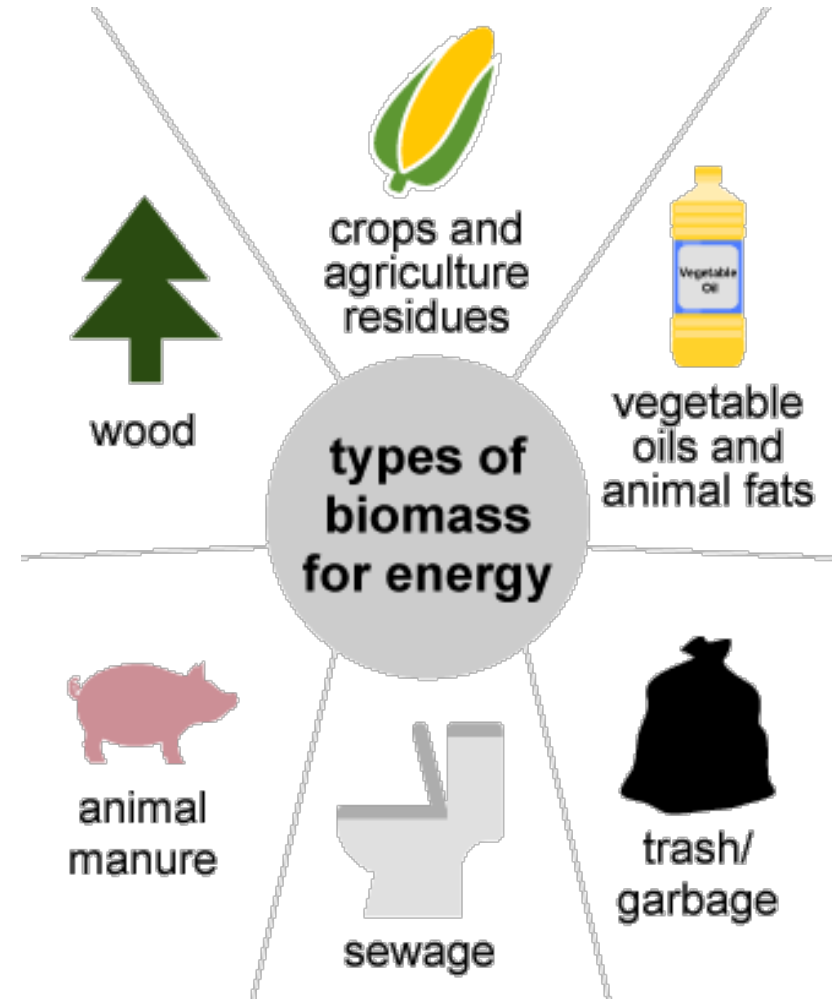 crops and
agriculture
residues
Vegetable
Oil
vegetable
oils and
animal fats
wood
types of
biomass
for energy
animal
manure
sewage
trash/
garbage